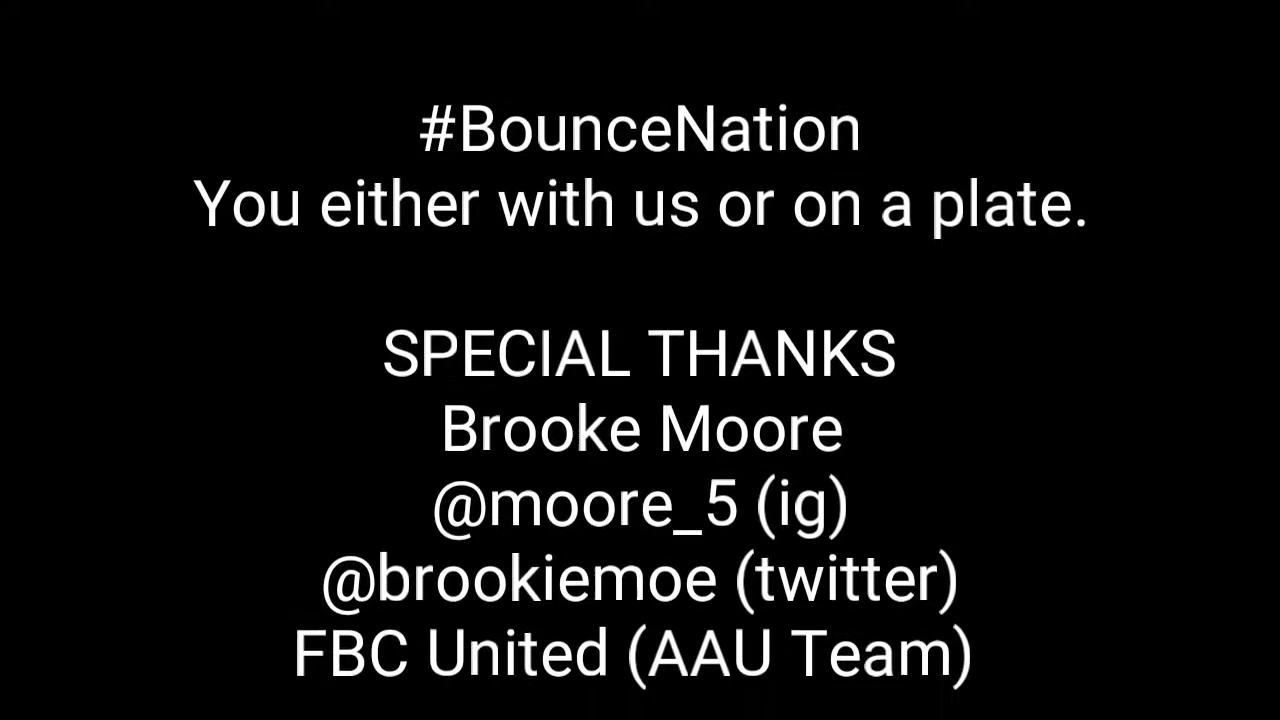 #BounceNation
You either with us or on a plate.
SPECIAL THANKS
Brooke Moore
@moore_5 (ig)
@brookiemoe (twitter)
FBC United (AAU Team)